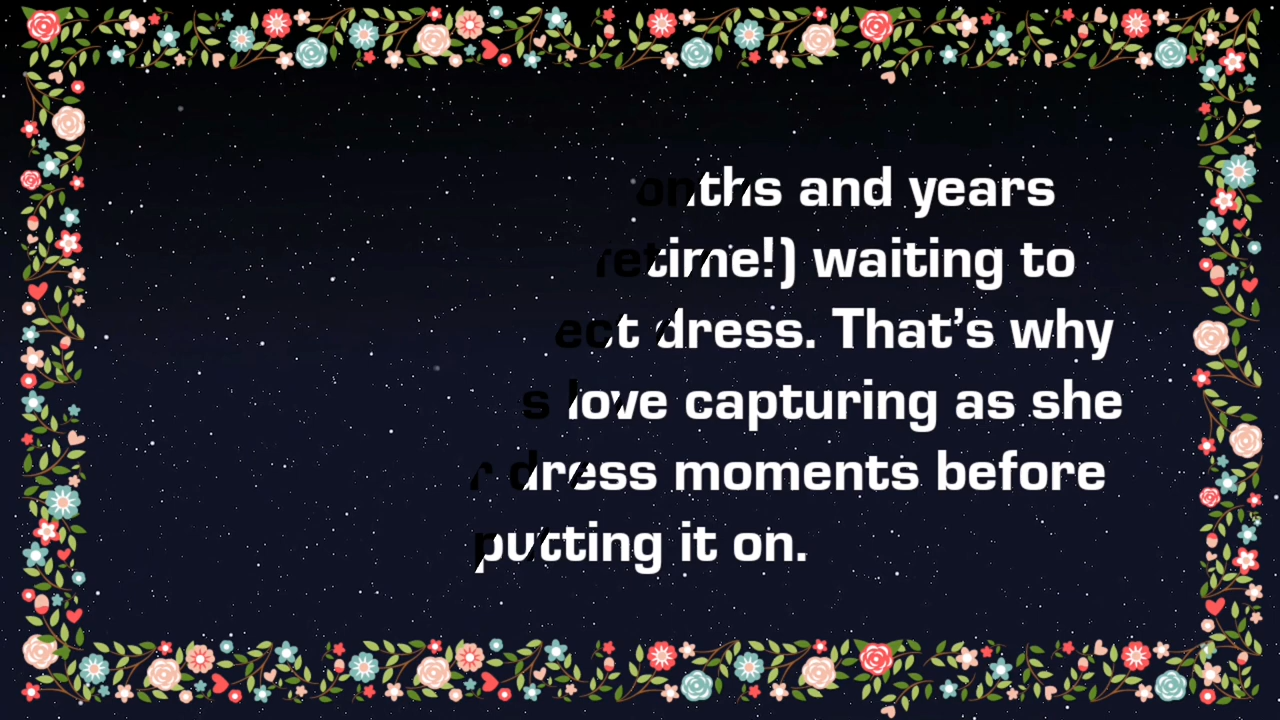 onths and years
retime!) waiting to
ect dress. That’s why
s love capturing as she
r dress moments before
putting it on.